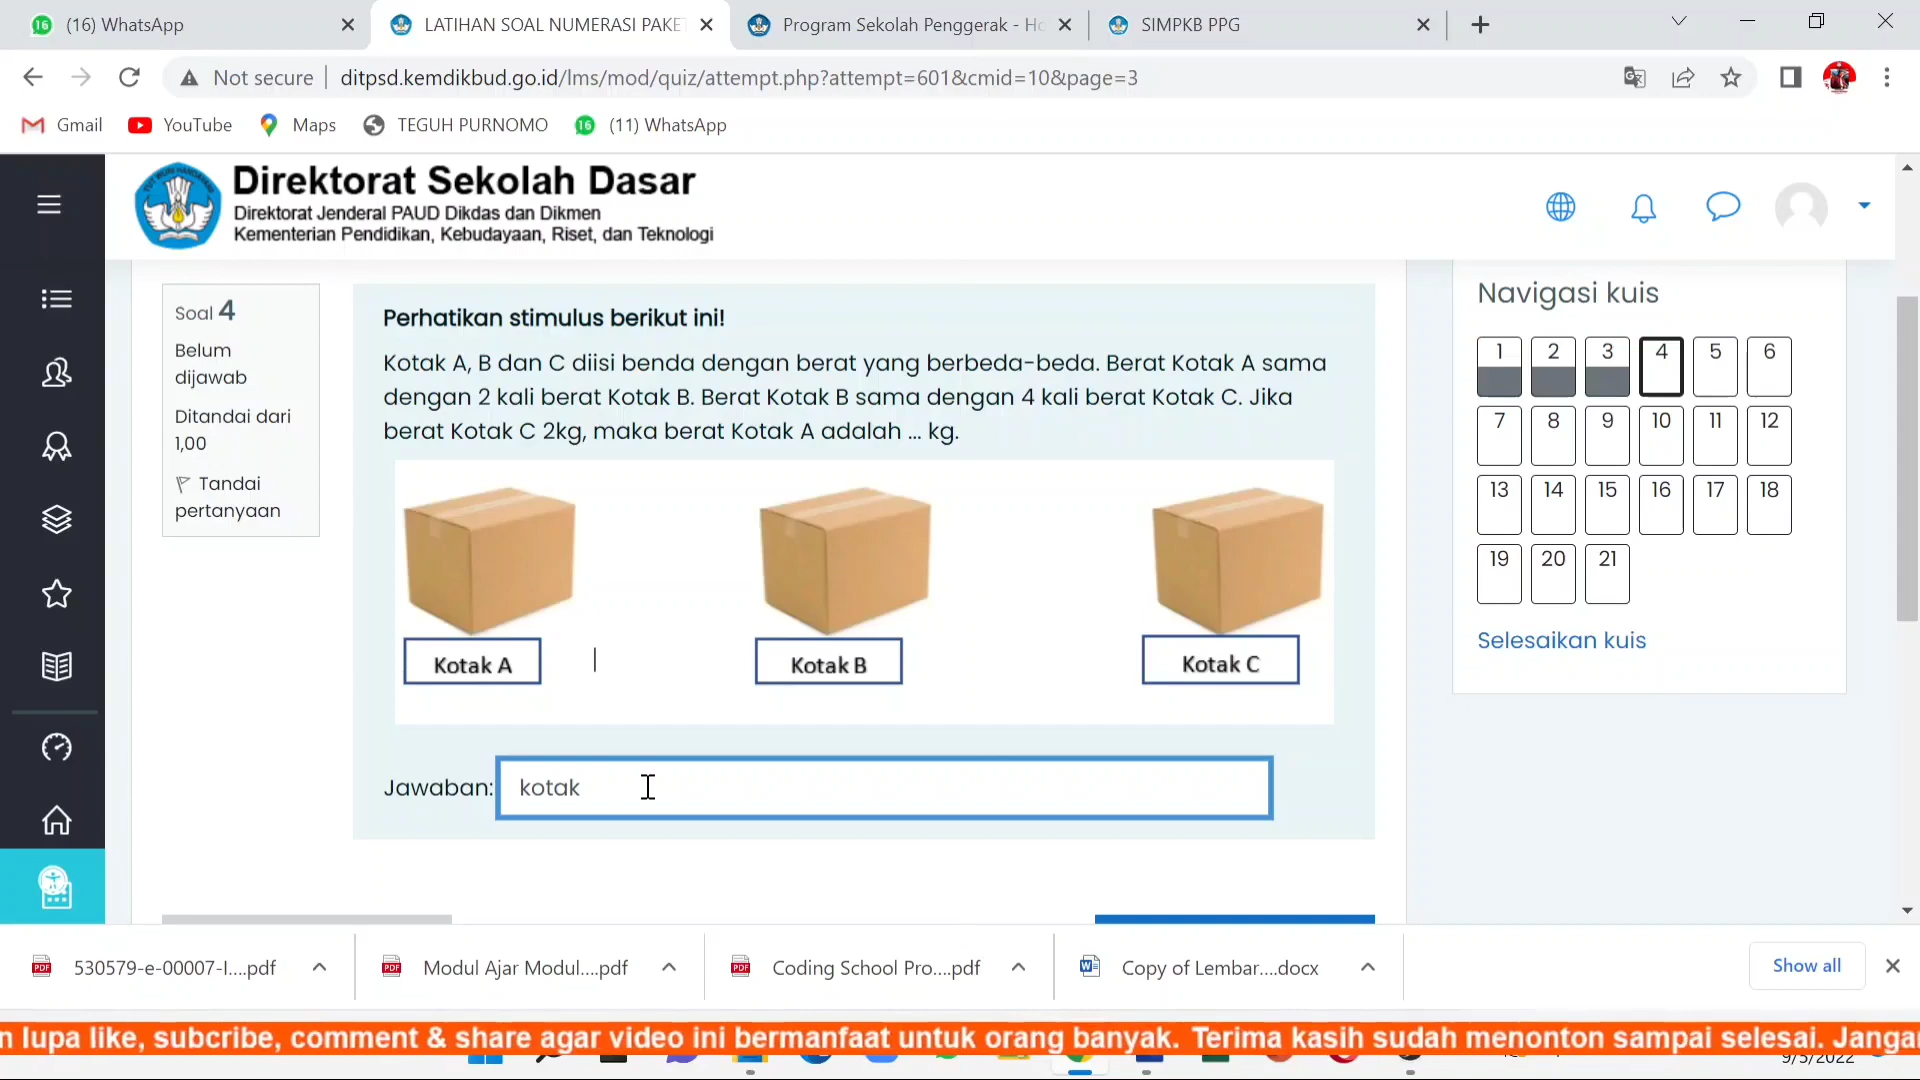 (16) WhatsApp
LATIHAN SOAL NUMERASI PAKET
Program Sekolah Penggerak - Ho
SIMPKB PPG
Not secure
ditpsd.kemdikbud.go.id/lms/mod/quiz/attempt.php?attempt=601&cmid=10&page=3
Gmail
YouTube
Maps
TEGUH PURNOMO
16
(11) WhatsApp
Direktorat Sekolah Dasar
Direktorat Jenderal PAUD Dikdas dan Dikmen
Kementerian Pendidikan, Kebudayaan, Riset, dan Teknologi
Soal 4
Belum
dijawab
Ditandai dari
1,00
Tandai
pertanyaan
Perhatikan stimulus berikut ini!
Kotak A, B dan C diisi benda dengan berat yang berbeda-beda. Berat Kotak A sama
dengan 2 kali berat Kotak B. Berat Kotak B sama dengan 4 kali berat Kotak C. Jika
berat Kotak C 2kg, maka berat Kotak A adalah ... kg.
Kotak A
Kotak B
Kotak C
Jawaban: kotak
Navigasi kuis
1 2 3 4 5 6
7 8 9 10 11 12
13 14 15 16 17 18
19 20 21
Selesaikan kuis
530579-e-00007-I....pdf
Modul Ajar Modul....pdf
Coding School Pro....pdf
Copy of Lembar....docx
Show all
n lupa like, subcribe, comment & share agar video ini bermanfaat untuk orang banyak. Terima kasih sudah menonton sampai selesai. Janga
9/5/2022